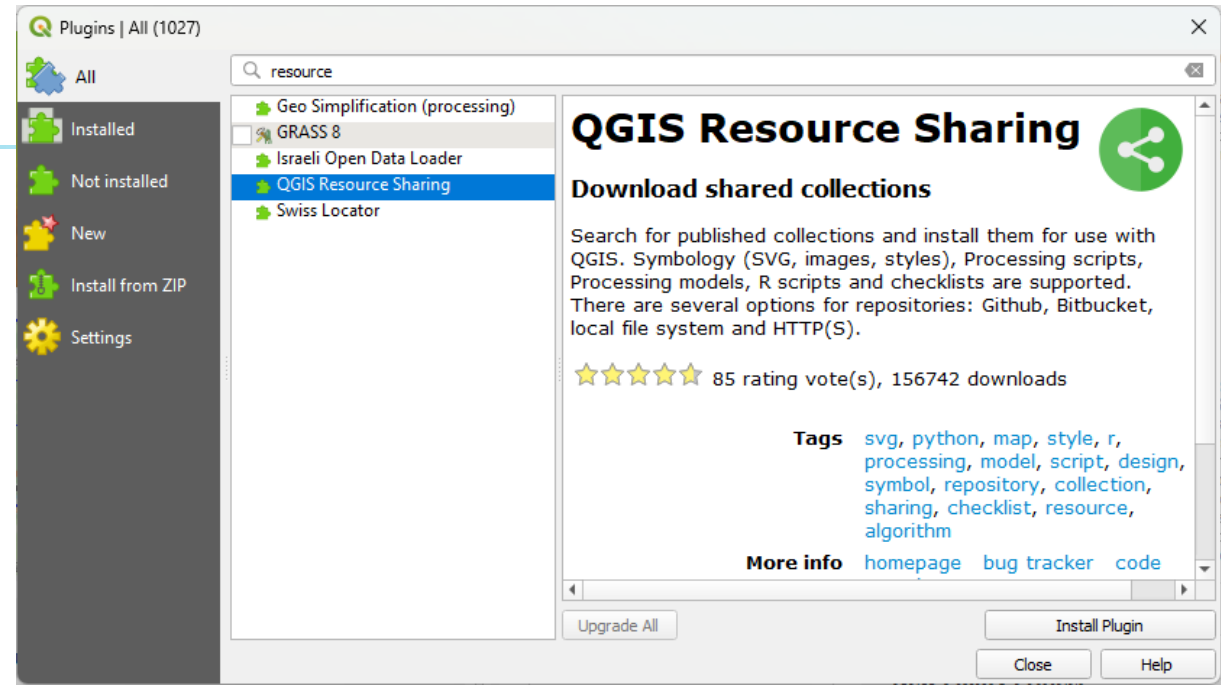 Plugins | All (1027)
All
Installed
Not installed
New
Install from ZIP
Settings
resource
Geo Simplification (processing)
GRASS 8
Israeli Open Data Loader
QGIS Resource Sharing
Swiss Locator
QGIS Resource Sharing
Download shared collections
Search for published collections and install them for use with
QGIS. Symbology (SVG, images, styles), Processing scripts,
Processing models, R scripts and checklists are supported.
There are several options for repositories: Github, Bitbucket,
local file system and HTTP(S).
85 rating vote(s), 156742 downloads
Tags svg, python, map, style, r,
processing, model, script, design,
symbol, repository, collection,
sharing, checklist, resource,
algorithm
More info homepage bug tracker code
Upgrade All
Install Plugin
Close
Help